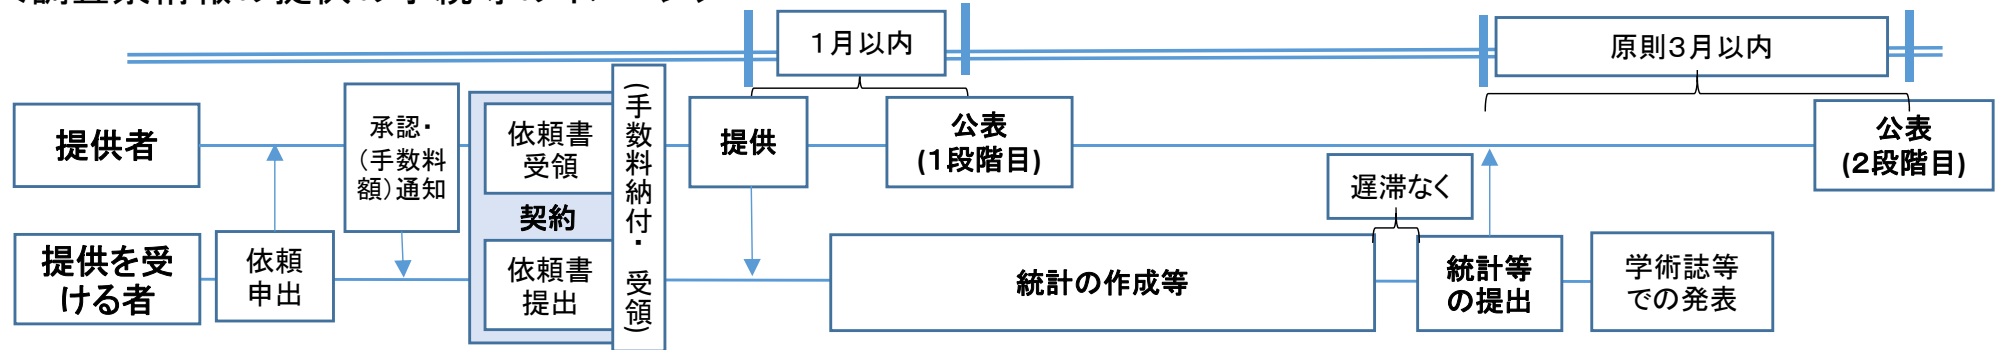 1月以内
原則3月以内
提供者
承認・
(手数料
額)通知
依頼書
受領
(手数料納付・受領)
提供
公表
(1段階目)
公表
(2段階目)
契約
遅滞なく
提供を受
ける者
依頼
申出
依頼書
提出
統計の作成等
統計等
の提出
学術誌等
での発表